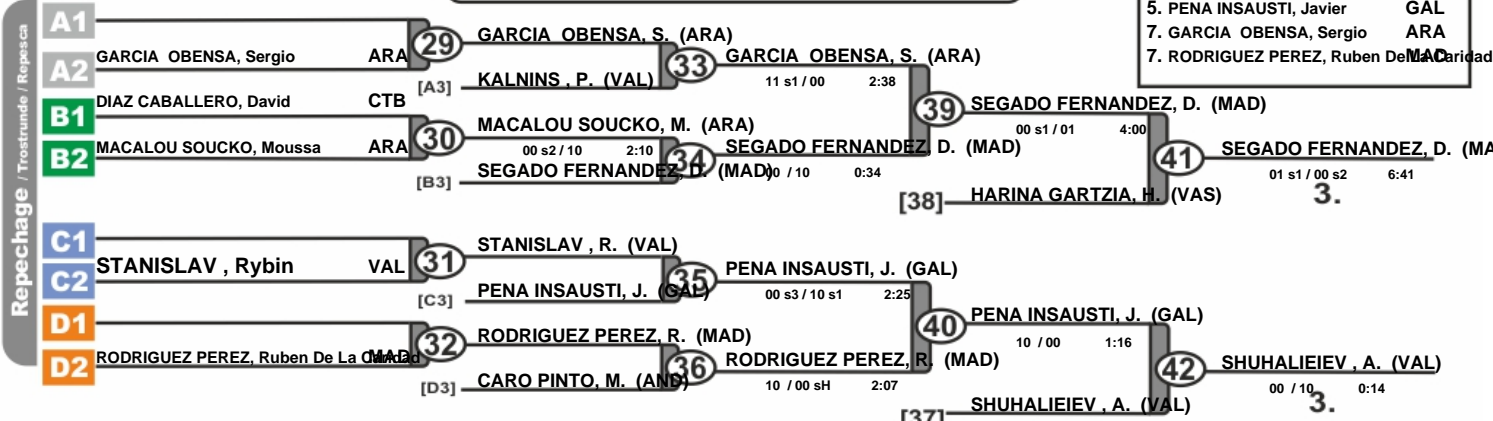 5. PENA INSAUSTI, Javier GAL
7. GARCIA OBENSA, Sergio ARA
7. RODRIGUEZ PEREZ, Ruben De La Caridad MAD
Repechage / Trostrunde / Repesca
A1
A2 GARCIA OBENSA, Sergio ARA
B1 DIAZ CABALLERO, David CTB
B2 MACALOU SOUCKO, Moussa ARA
C1
C2 STANISLAV , Rybin VAL
D1
D2 RODRIGUEZ PEREZ, Ruben De La Caridad MAD
29 GARCIA OBENSA, S. (ARA)
[A3] KALNINS , P. (VAL)
30 MACALOU SOUCKO, M. (ARA)
00 s2 / 10 2:10
[B3] SEGADO FERNANDEZ, D. (MAD)
31 STANISLAV , R. (VAL)
[C3] PENA INSAUSTI, J. (GAL)
32 RODRIGUEZ PEREZ, R. (MAD)
[D3] CARO PINTO, M. (AND)
33 GARCIA OBENSA, S. (ARA)
11 s1 / 00 2:38
34 SEGADO FERNANDEZ, D. (MAD)
00 / 10 0:34
35 PENA INSAUSTI, J. (GAL)
00 s3 / 10 s1 2:25
36 RODRIGUEZ PEREZ, R. (MAD)
10 / 00 sH 2:07
39 SEGADO FERNANDEZ, D. (MAD)
00 s1 / 01 4:00
[38] HARINA GARTZIA, H. (VAS)
40 PENA INSAUSTI, J. (GAL)
10 / 00 1:16
[37] SHUHALIEIEV , A. (VAL)
41 SEGADO FERNANDEZ, D. (MA
01 s1 / 00 s2 6:41
3.
42 SHUHALIEIEV , A. (VAL)
00 / 10 0:14
3.